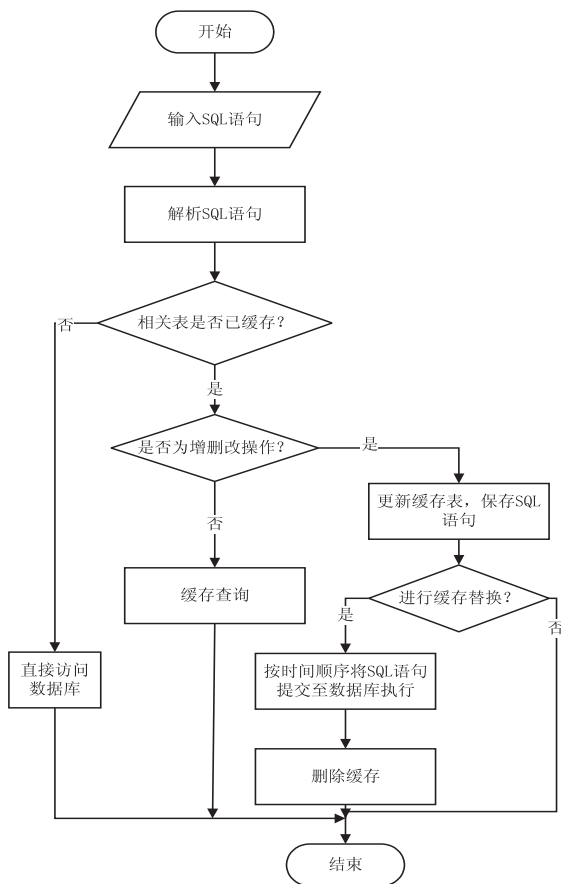 开始
输入SQL语句
解析SQL语句
相关表是否已缓存?
否
是
是否为增删改操作?
是
更新缓存表，保存SQL
语句
否
缓存查询
进行缓存替换?
是
否
直接访问
数据库
按时间顺序将SQL语句
提交至数据库执行
删除缓存
结束